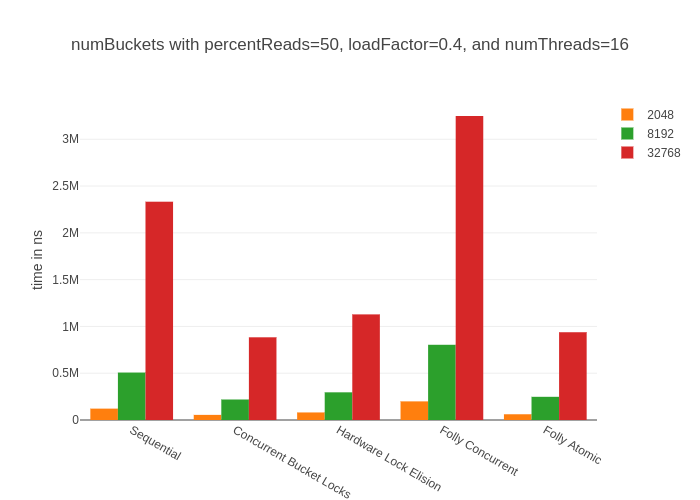 numBuckets with percentReads=50, loadFactor=0.4, and numThreads=16
2048
8192
32768
time in ns
3M
2.5M
2M
1.5M
1M
0.5M
0
Sequential
Concurrent Bucket Locks
Hardware Lock Elision
Folly Concurrent
Folly Atomic